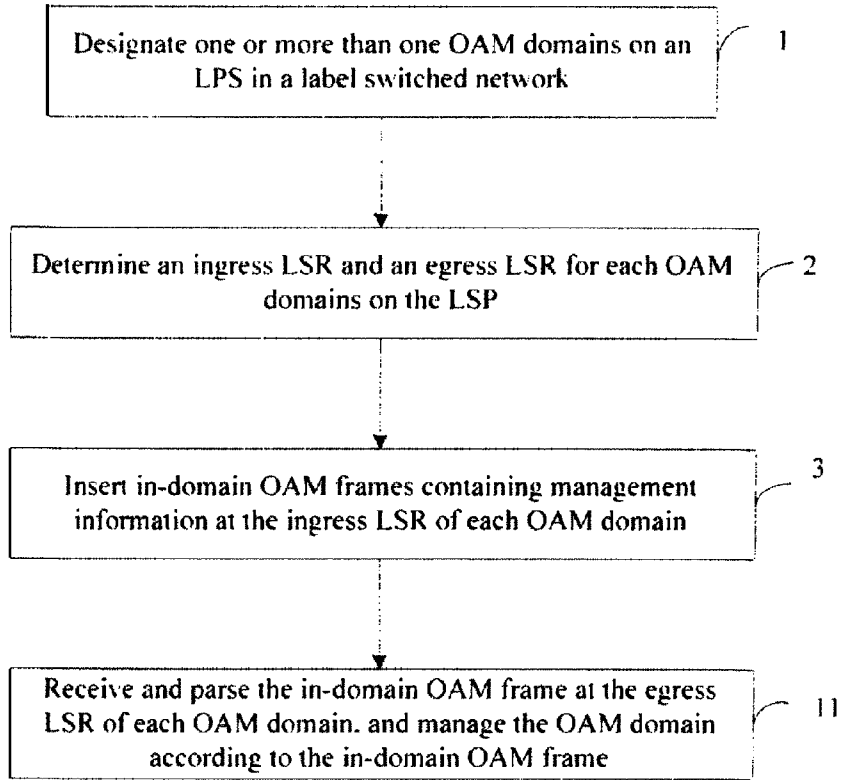 Designate one or more than one OAM domains on an
LPS in a label switched network
1
Determine an ingress LSR and an egress LSR for each OAM
domains on the LSP
2
Insert in-domain OAM frames containing management
information at the ingress LSR of each OAM domain
3
Receive and parse the in-domain OAM frame at the egress
LSR of each OAM domain. and manage the OAM domain
according to the in-domain OAM frame
11